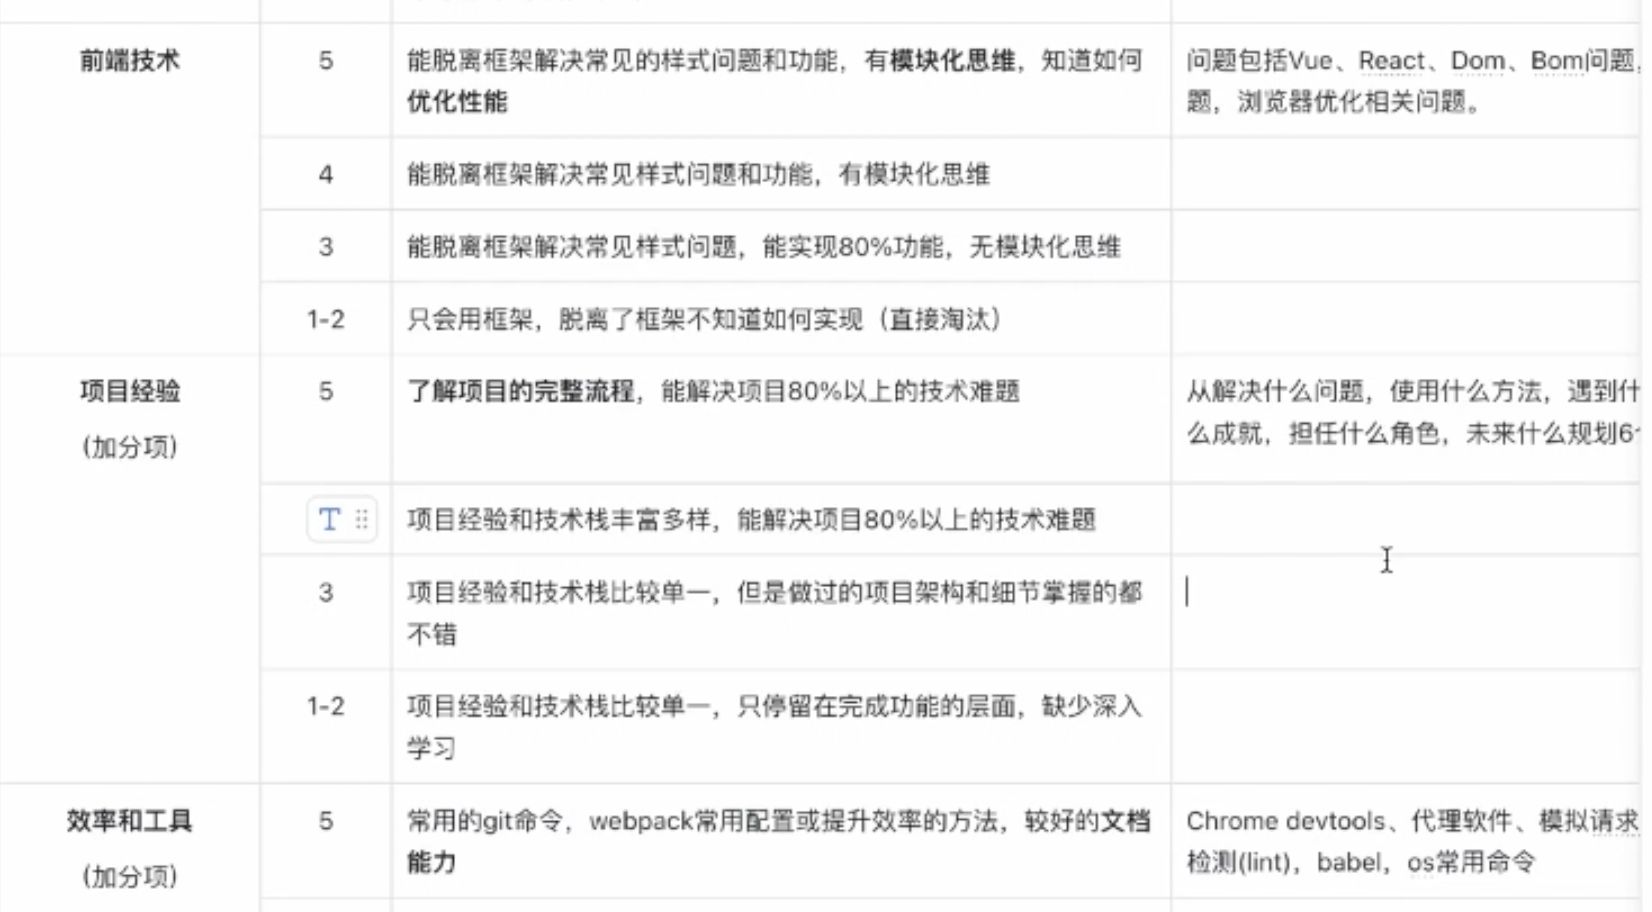 前端技术
5
能脱离框架解决常见的样式问题和功能，有模块化思维，知道如何
优化性能
问题包括Vue、React、Dom、Bom问题，
题，浏览器优化相关问题。
4
能脱离框架解决常见样式问题和功能，有模块化思维
3
能脱离框架解决常见样式问题，能实现80%功能，无模块化思维
1-2
只会用框架，脱离了框架不知道如何实现（直接淘汰）
项目经验
（加分项）
5
了解项目的完整流程，能解决项目80%以上的技术难题
从解决什么问题，使用什么方法，遇到什
么成就，担任什么角色，未来什么规划6
T
项目经验和技术栈丰富多样，能解决项目80%以上的技术难题
3
项目经验和技术栈比较单一，但是做过的项目架构和细节掌握的都
不错
1-2
项目经验和技术栈比较单一，只停留在完成功能的层面，缺少深入
学习
效率和工具
（加分项）
5
常用的git命令，webpack常用配置或提升效率的方法，较好的文档
能力
Chrome devtools、代理软件、模拟请求
检测(lint)，babel，os常用命令